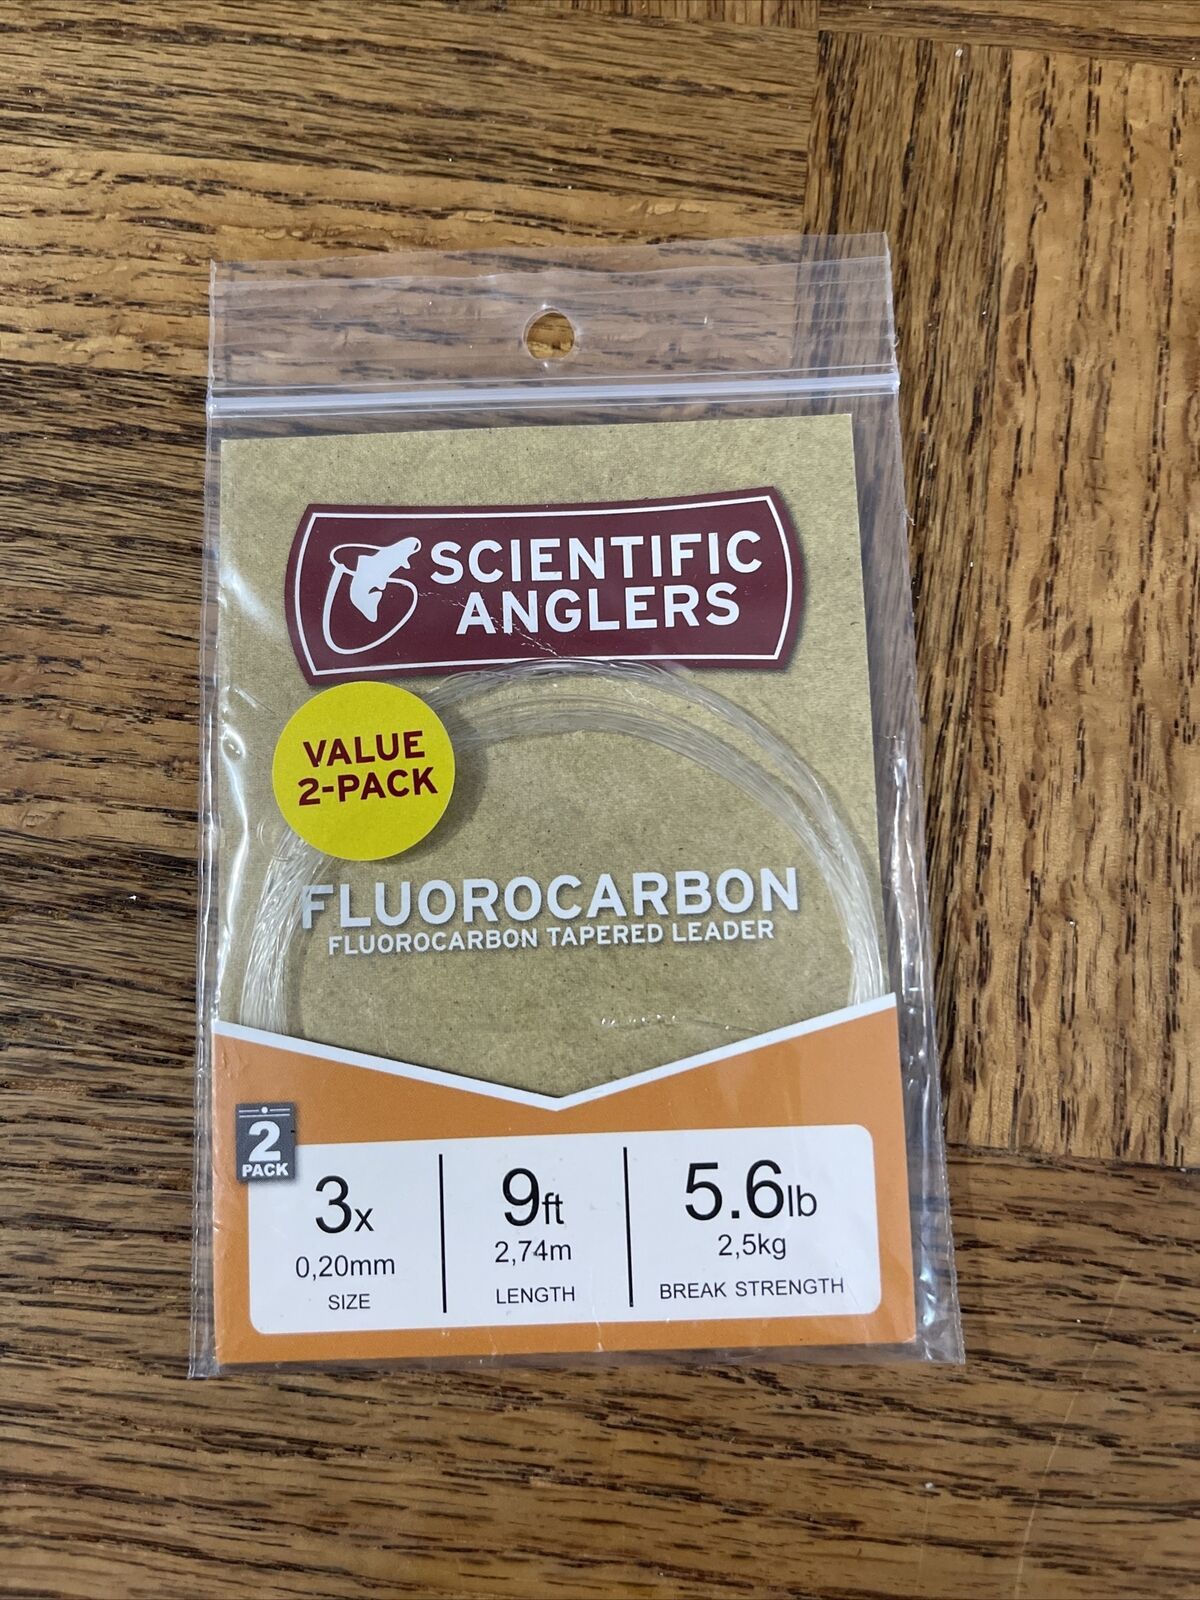 SCIENTIFIC
ANGLERS
VALUE
2-PACK
FLUOROCARBON
FLUOROCARBON TAPERED LEADER
2
PACK
3x
0,20mm
SIZE
9ft
2,74m
LENGTH
5.6lb
2,5kg
BREAK STRENGTH